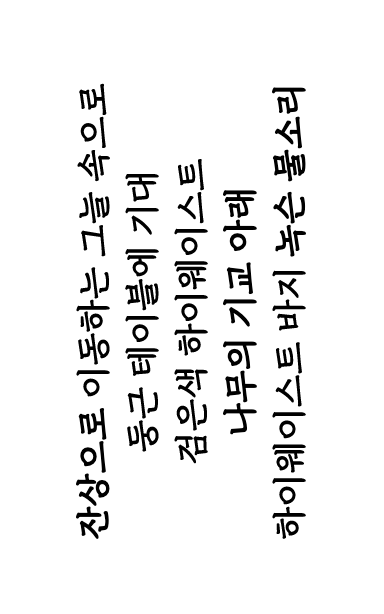 잔상으로 이동하는 그늘 속으로
둥근 테이블에 기대
검은색 하이웨이스트
나무의 기교 아래
하이웨이스트 바지 녹슨 물소리